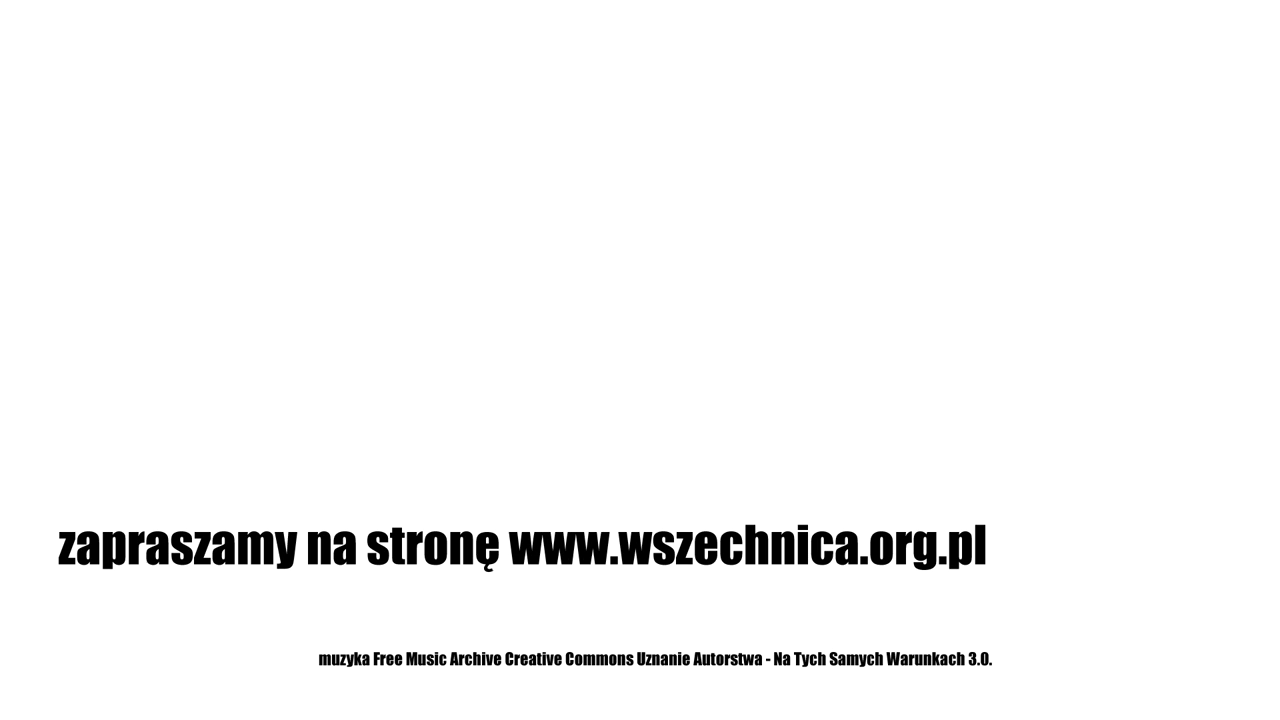 zapraszamy na stronę www.wszechnica.org.pl
muzyka Free Music Archive Creative Commons Uznanie Autorstwa - Na Tych Samych Warunkach 3.0.